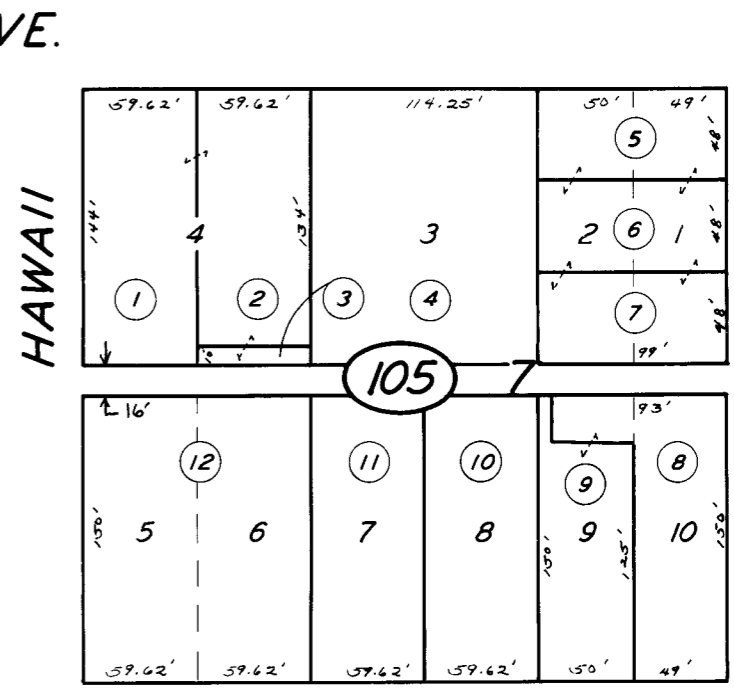 VE.
59.62' 59.62' 114.25' 50' 49'
5 48'
HAWAII
144' 4 134' 3 2 6 1 48'
1 2 3 4 7 48'
10' 99'
105 7
16' 93'
12 11 10 9 8
150' 5 6 7 8 150' 9 125' 10 150'
59.62' 59.62' 59.62' 59.62' 50' 49'